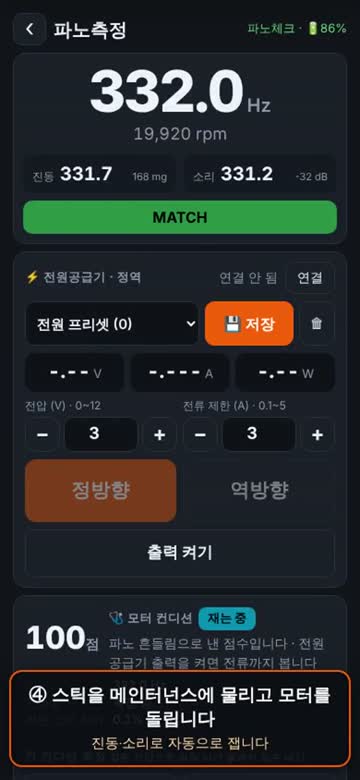 파노측정
파노체크 · 🔋86%
332.0 Hz
19,920 rpm
진동 331.7 168 mg
소리 331.2 -32 dB
MATCH
⚡ 전원공급기 · 정역
연결 안 됨 연결
전원 프리셋 (0)
💾 저장
🗑
-.-- V
-.--- A
-.-- W
전압 (V) · 0~12
전류 제한 (A) · 0.1~5
− 3 +
− 3 +
정방향
역방향
출력 켜기
🩺 모터 컨디션 재는 중
100점
파노 흔들림으로 낸 점수입니다 · 전원
공급기 출력을 켜면 전류까지 봅니다
④ 스틱을 메인터넌스에 물리고 모터를
돌립니다
진동·소리로 자동으로 잽니다